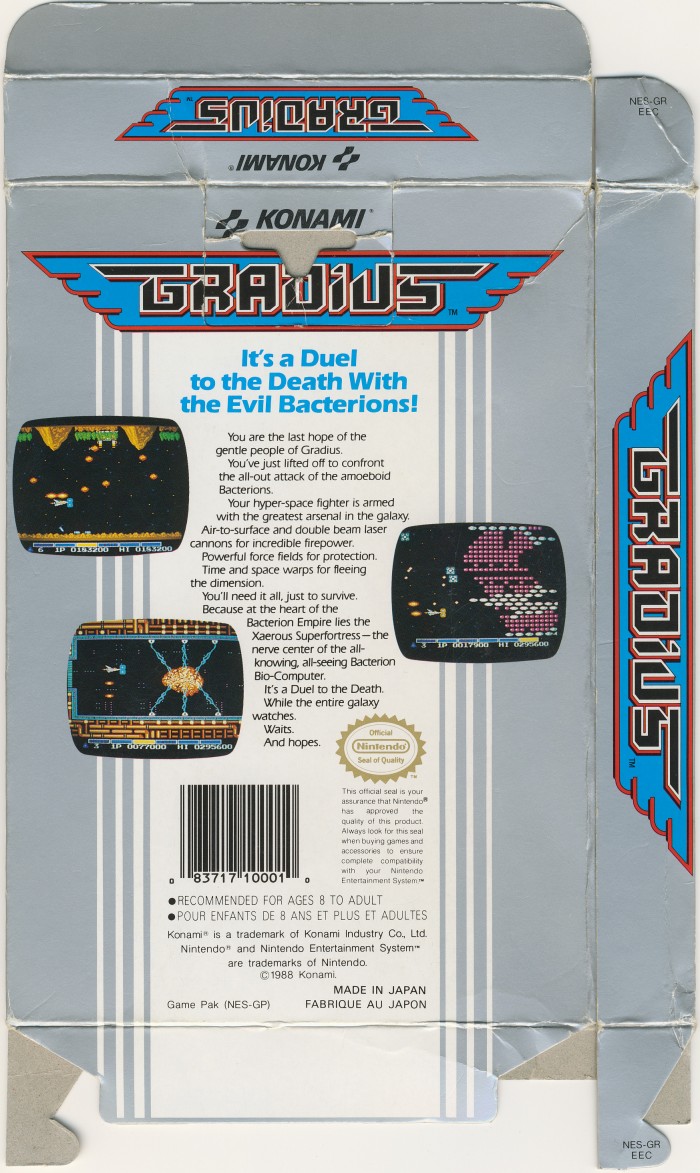 GRADIUS
TM
KONAMI®
NES-GR
EEC
KONAMI®
GRADIUS™
It's a Duel
to the Death With
the Evil Bacterions!
You are the last hope of the
gentle people of Gradius.
You've just lifted off to confront
the all-out attack of the amoeboid
Bacterions.
Your hyper-space fighter is armed
with the greatest arsenal in the galaxy.
Air-to-surface and double beam laser
cannons for incredible firepower.
Powerful force fields for protection.
Time and space warps for fleeing
the dimension.
You'll need it all, just to survive.
Because at the heart of the
Bacterion Empire lies the
Xaerous Superfortress—the
nerve center of the all-
knowing, all-seeing Bacterion
Bio-Computer.
It's a Duel to the Death.
While the entire galaxy
watches.
Waits.
And hopes.
6 1P 0183200 HI 0183200
3 1P 0017900 HI 0295600
3 1P 0077000 HI 0295600
Official
Nintendo®
Seal of Quality
TM
This official seal is your
assurance that Nintendo®
has approved the
quality of this product.
Always look for this seal
when buying games and
accessories to ensure
complete compatibility
with your Nintendo
Entertainment System.™
0 83717 10001 0
●RECOMMENDED FOR AGES 8 TO ADULT
●POUR ENFANTS DE 8 ANS ET PLUS ET ADULTES
Konami® is a trademark of Konami Industry Co., Ltd.
Nintendo® and Nintendo Entertainment System™
are trademarks of Nintendo.
©1988 Konami.
MADE IN JAPAN
Game Pak (NES-GP) FABRIQUE AU JAPON
GRADIUS
TM
NES-GR
EEC